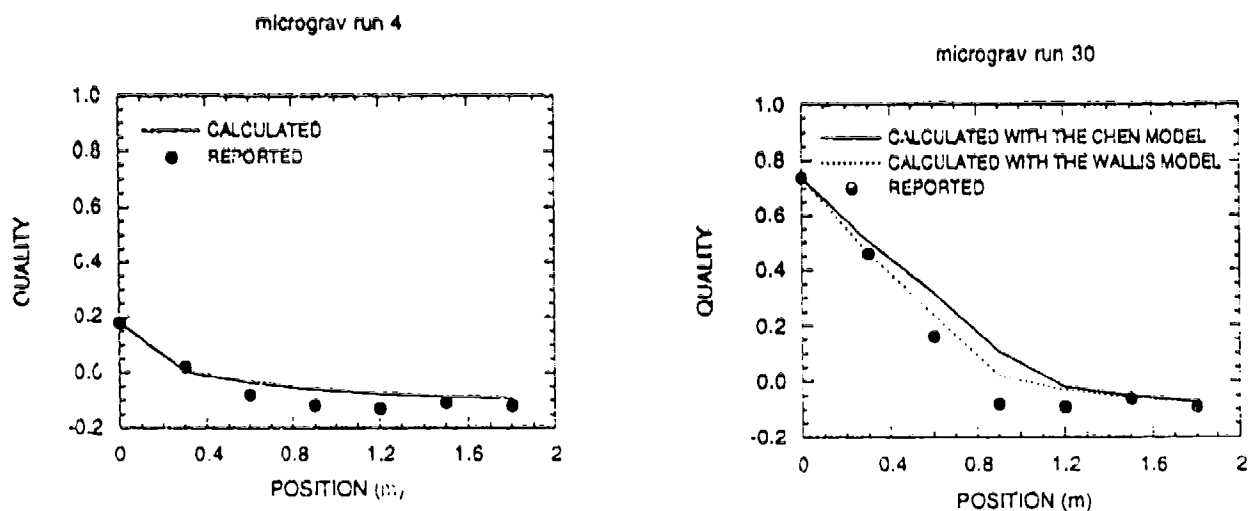 microgravity run 4
1.0
0.8
0.6
0.4
0.2
0.0
-0.2
QUALITY
CALCULATED
REPORTED
0
0.4
0.8
1.2
1.6
2
POSITION (m)
micrograv run 30
1.0
0.8
0.6
0.4
0.2
0.0
-0.2
QUALITY
CALCULATED WITH THE CHEN MODEL
CALCULATED WITH THE WALLIS MODEL
REPORTED
0
0.4
0.8
1.2
1.6
2
POSITION (m)